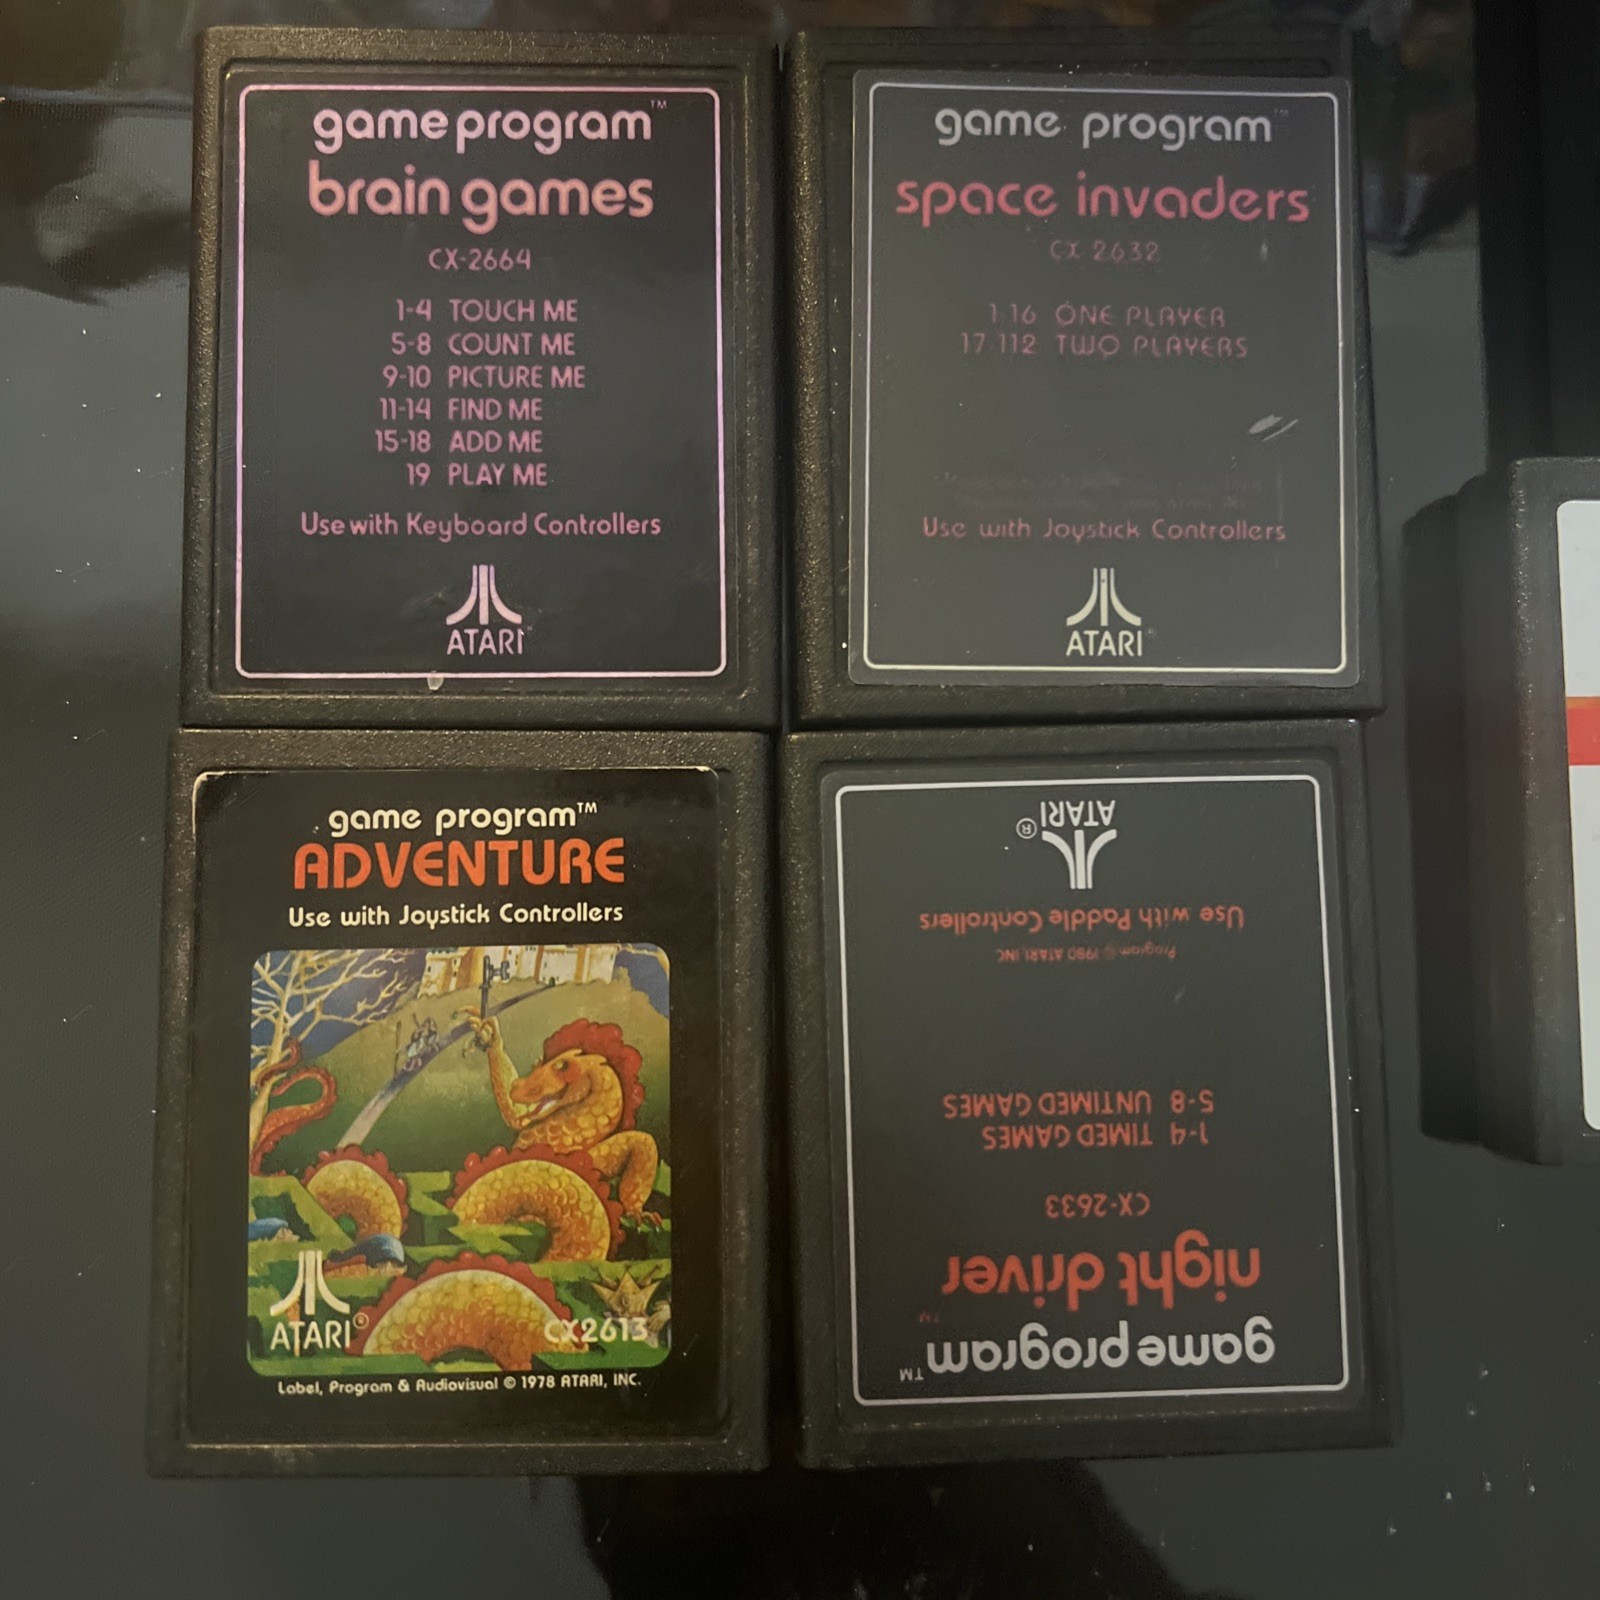 game program™
brain games
CX-2664
1-4 TOUCH ME
5-8 COUNT ME
9-10 PICTURE ME
11-14 FIND ME
15-18 ADD ME
19 PLAY ME
Use with Keyboard Controllers
ATARI
game program™
space invaders
CX 2632
1-16 ONE PLAYER
17-112 TWO PLAYERS
Use with Joystick Controllers
ATARI
game program™
ADVENTURE
Use with Joystick Controllers
ATARI®
CX2613
Label, Program & Audiovisual © 1978 ATARI, INC.
game program™
night driver™
CX-2633
1-4 TIMED GAMES
5-8 UNTIMED GAMES
Program © 1980 ATARI, INC
Use with Paddle Controllers
ATARI®